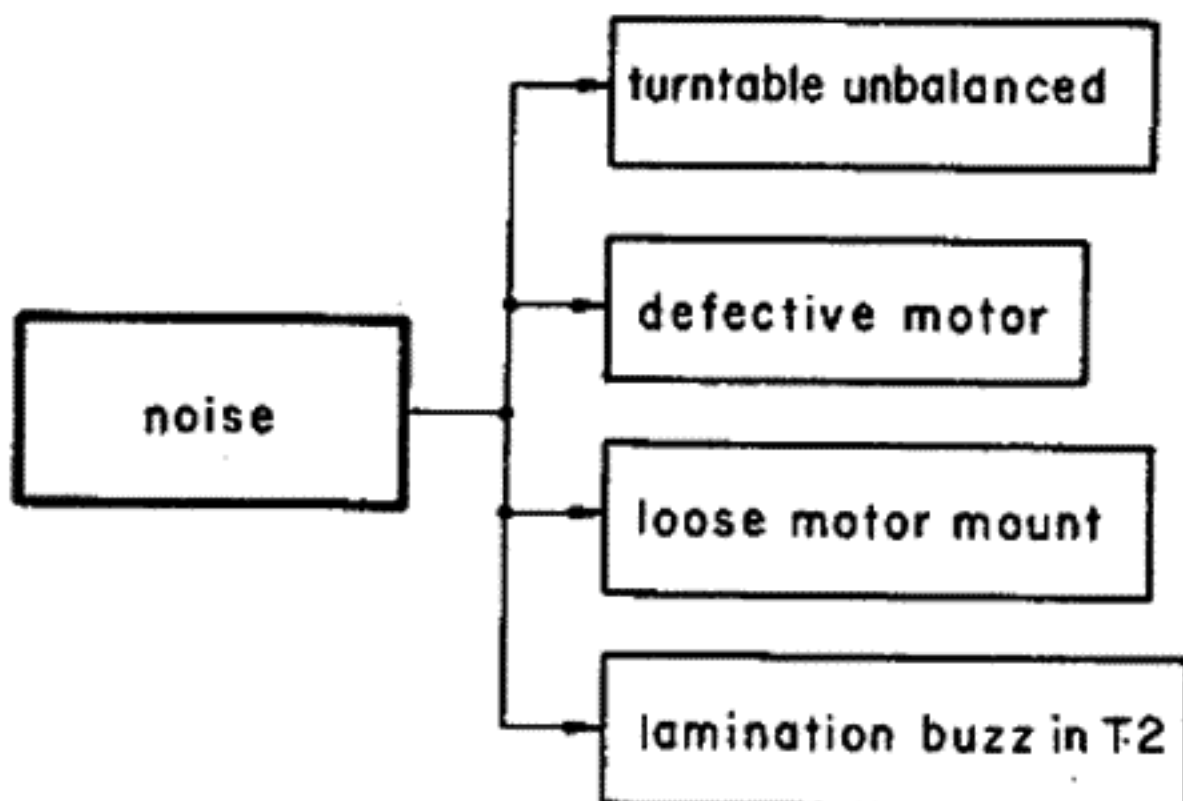 turntable unbalanced
defective motor
noise
loose motor mount
lamination buzz in T-2